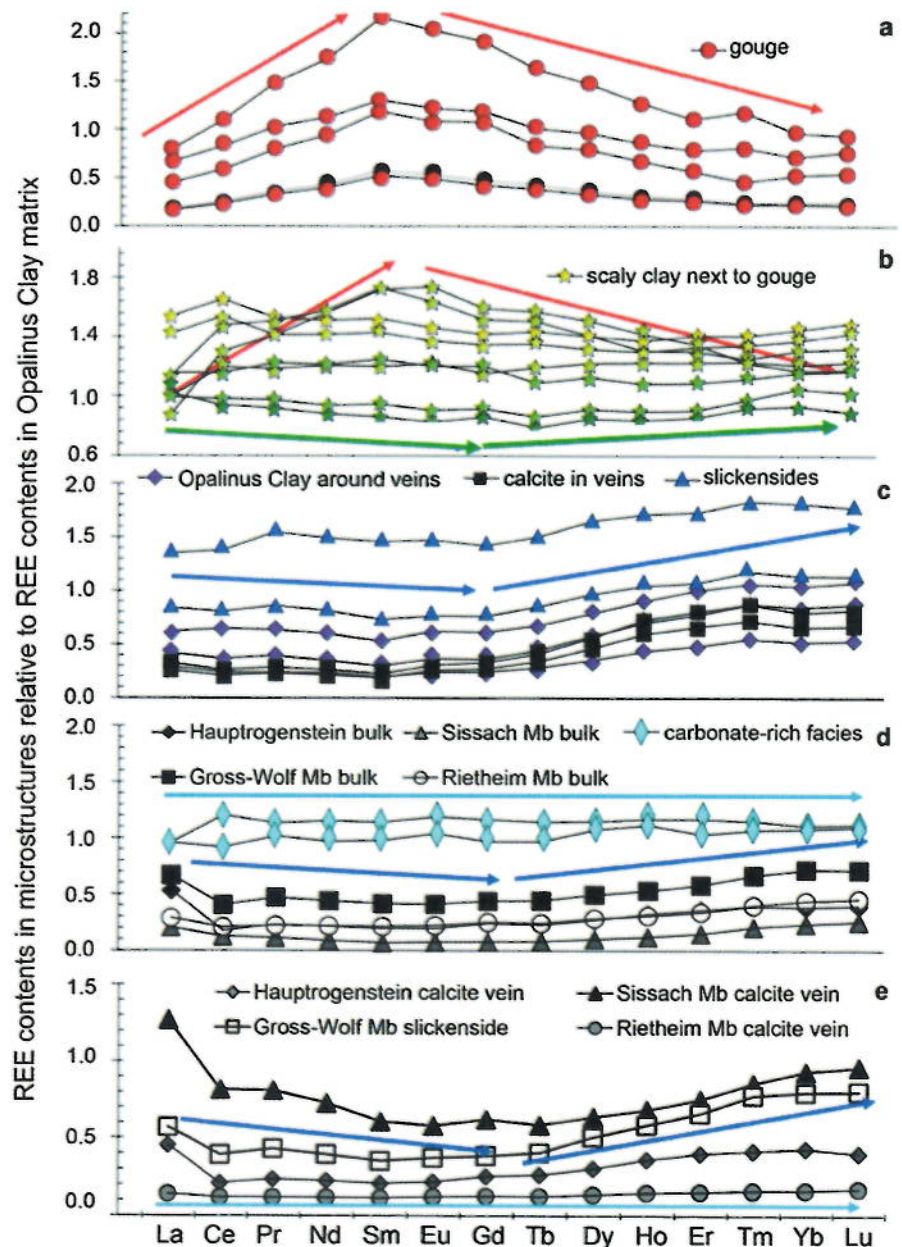 REE contents in microstructures relative to REE contents in Opalinus Clay matrix
a
gouge
2.0
1.5
1.0
0.5
0.0
b
scaly clay next to gouge
1.8
1.4
1.0
0.6
c
Opalinus Clay around veins calcite in veins slickensides
2.0
1.5
1.0
0.5
0.0
d
Hauptrogenstein bulk Sissach Mb bulk carbonate-rich facies
Gross-Wolf Mb bulk Rietheim Mb bulk
2.0
1.5
1.0
0.5
0.0
e
Hauptrogenstein calcite vein Sissach Mb calcite vein
Gross-Wolf Mb slickenside Rietheim Mb calcite vein
1.5
1.0
0.5
0.0
La Ce Pr Nd Sm Eu Gd Tb Dy Ho Er Tm Yb Lu